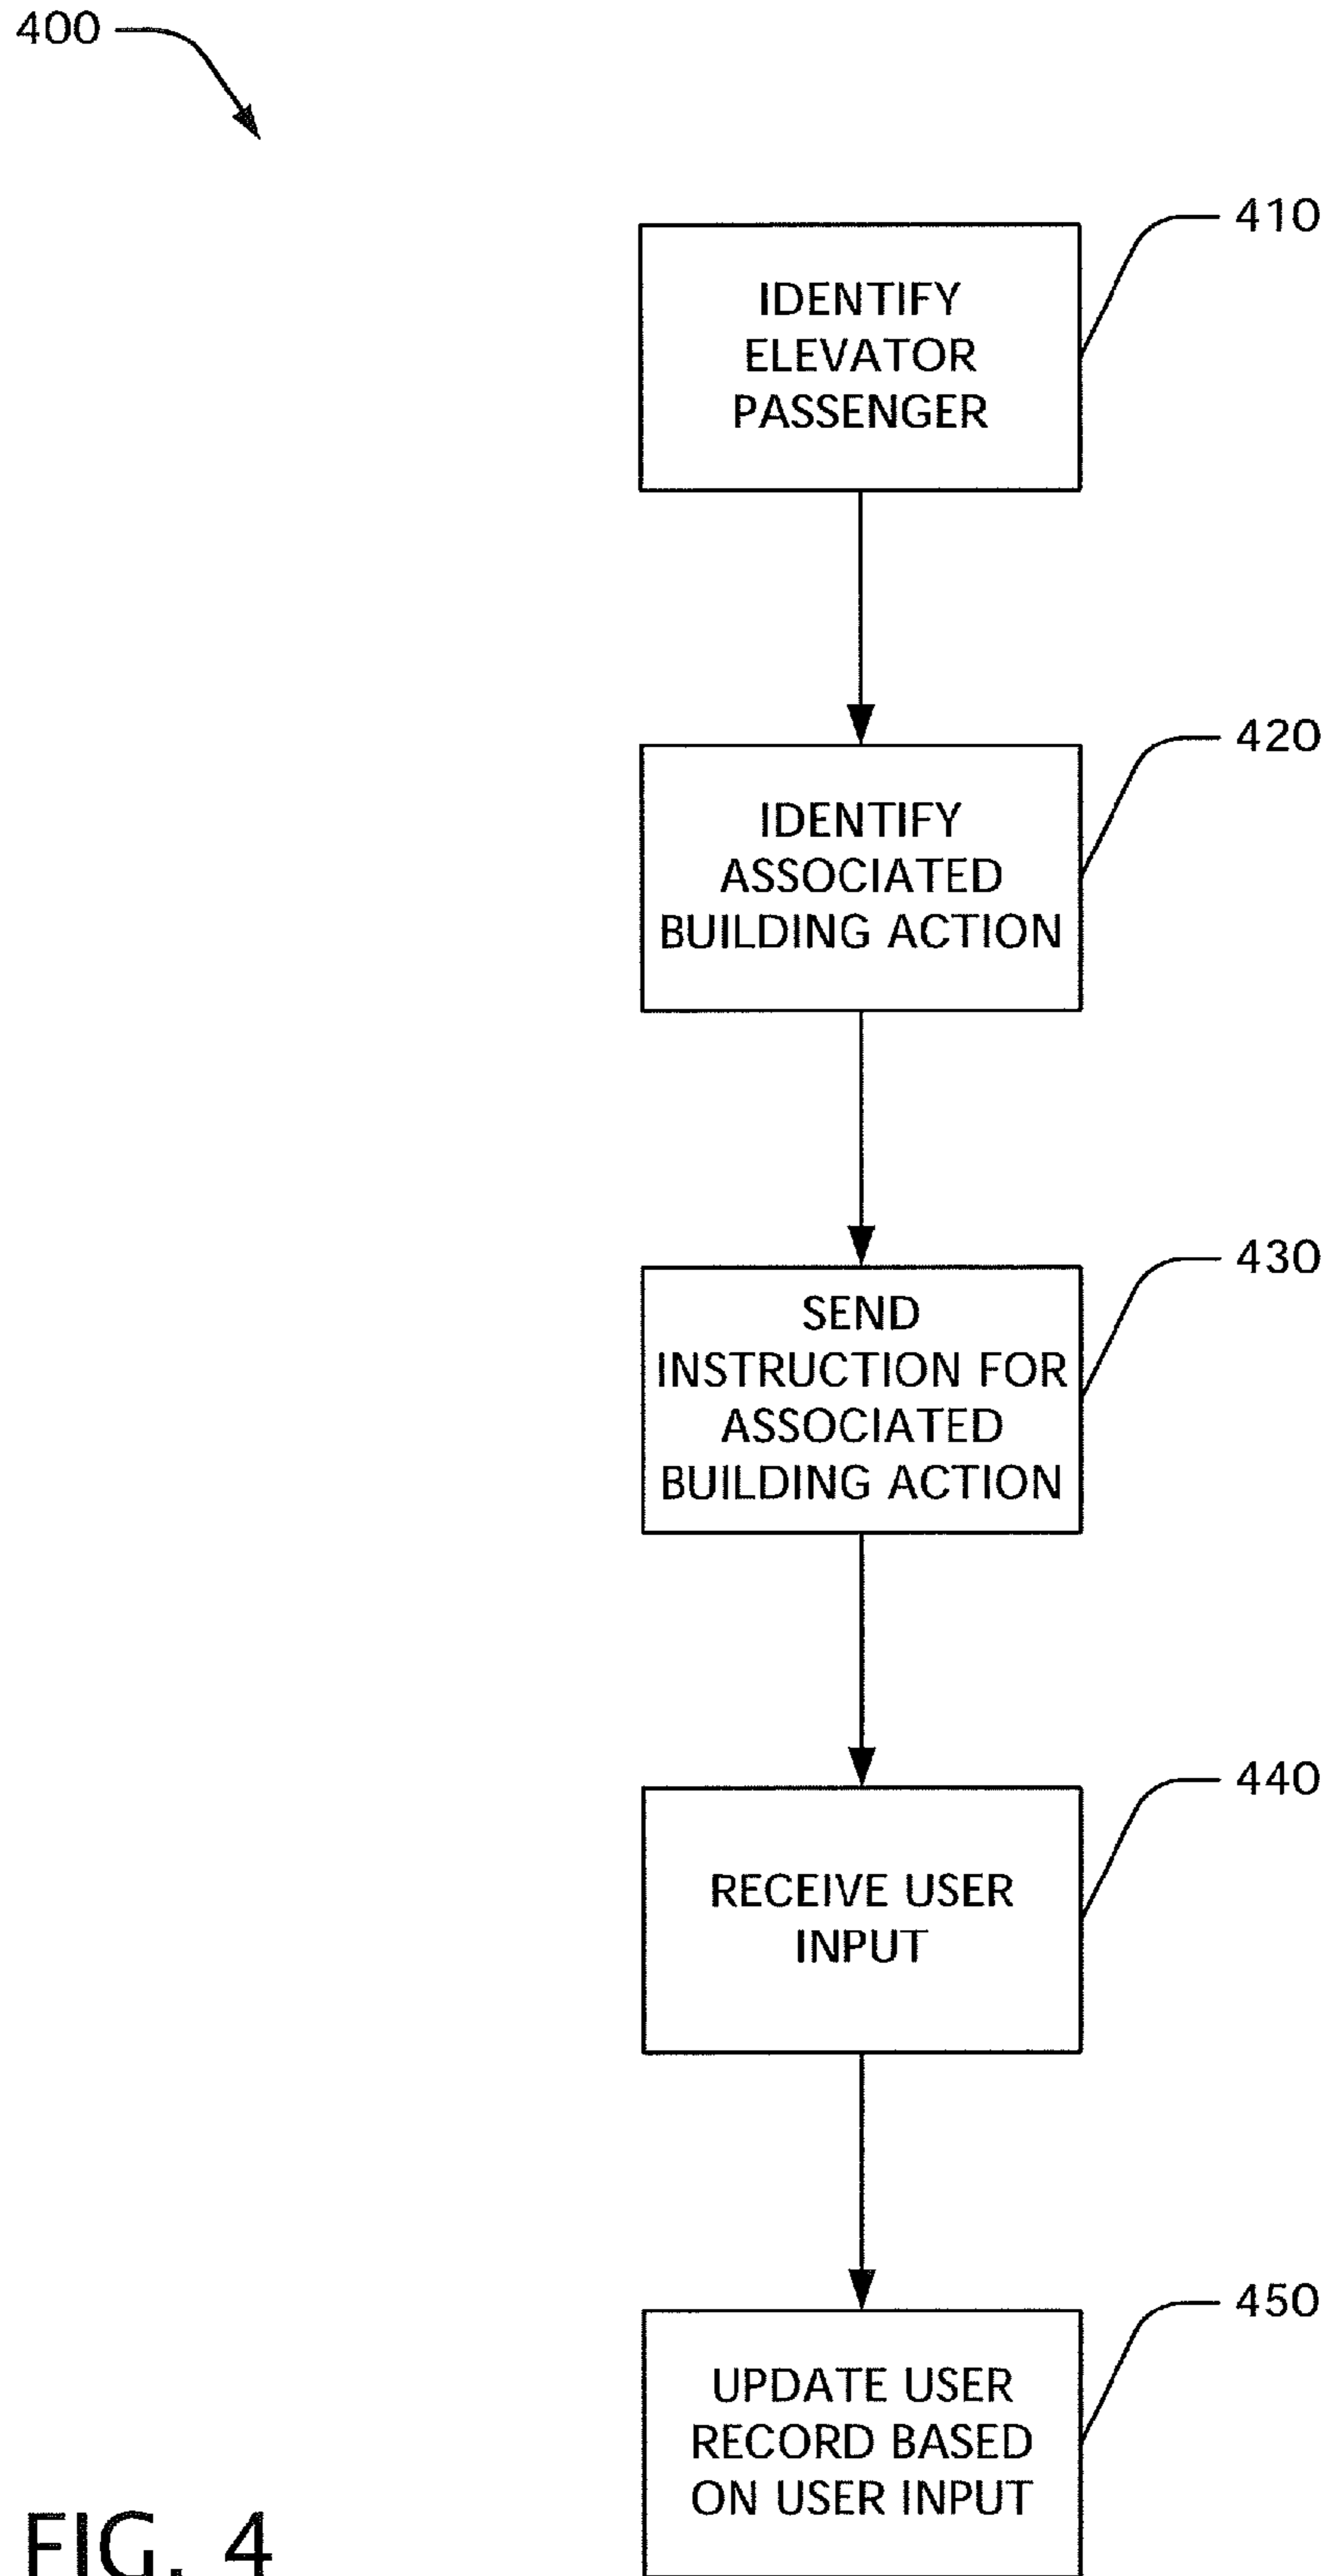 400
410
IDENTIFY
ELEVATOR
PASSENGER
420
IDENTIFY
ASSOCIATED
BUILDING ACTION
430
SEND
INSTRUCTION FOR
ASSOCIATED
BUILDING ACTION
440
RECEIVE USER
INPUT
450
UPDATE USER
RECORD BASED
ON USER INPUT
FIG. 4